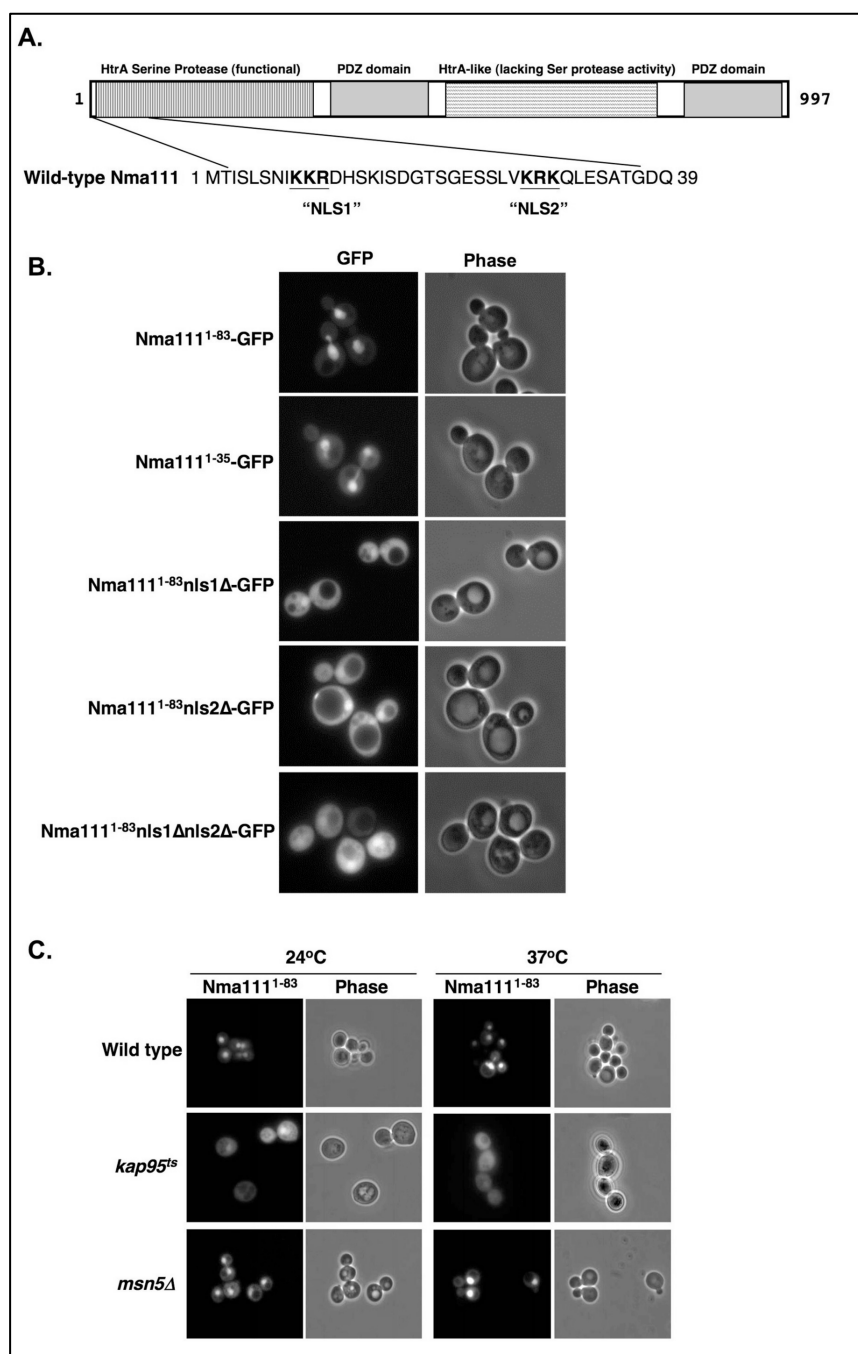 A.
HtrA Serine Protease (functional) PDZ domain HtrA-like (lacking Ser protease activity) PDZ domain
1 997
Wild-type Nma111 1 MTISLSNIKKRDHSKISDGTSGESSLVKRKQLESATGDQ 39
“NLS1” “NLS2”
B.
GFP Phase
Nma111¹⁻⁸³-GFP
Nma111¹⁻³⁵-GFP
Nma111¹⁻⁸³nls1Δ-GFP
Nma111¹⁻⁸³nls2Δ-GFP
Nma111¹⁻⁸³nls1Δnls2Δ-GFP
C.
24ºC 37ºC
Nma111¹⁻⁸³ Phase Nma111¹⁻⁸³ Phase
Wild type
kap95ᵗˢ
msn5Δ